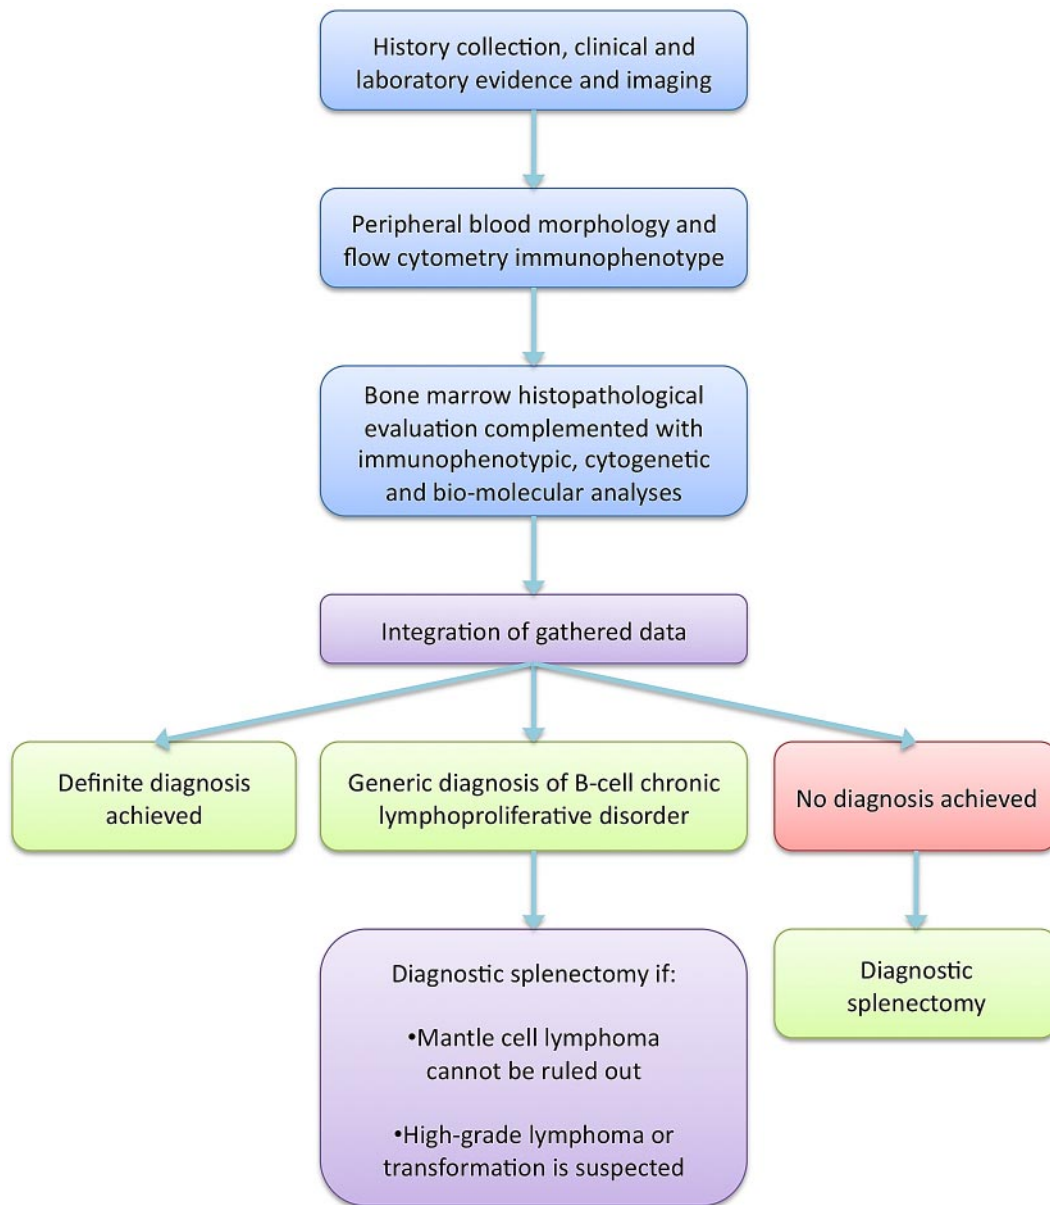 History collection, clinical and
laboratory evidence and imaging
Peripheral blood morphology and
flow cytometry immunophenotype
Bone marrow histopathological
evaluation complemented with
immunophenotypic, cytogenetic
and bio-molecular analyses
Integration of gathered data
Definite diagnosis
achieved
Generic diagnosis of B-cell chronic
lymphoproliferative disorder
No diagnosis achieved
Diagnostic splenectomy if:
•Mantle cell lymphoma
cannot be ruled out
•High-grade lymphoma or
transformation is suspected
Diagnostic
splenectomy